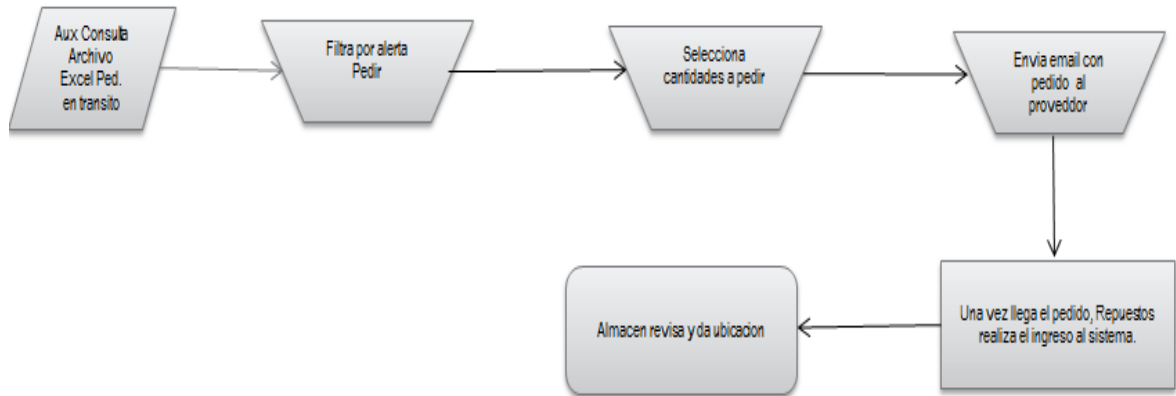 Aux Consulta
Archivo
Excel Ped.
en transito
Filtra por alerta
Pedir
Selecciona
cantidades a pedir
Envia email con
pedido al
proveddor
Una vez llega el pedido, Repuestos
realiza el ingreso al sistema.
Almacen revisa y da ubicacion